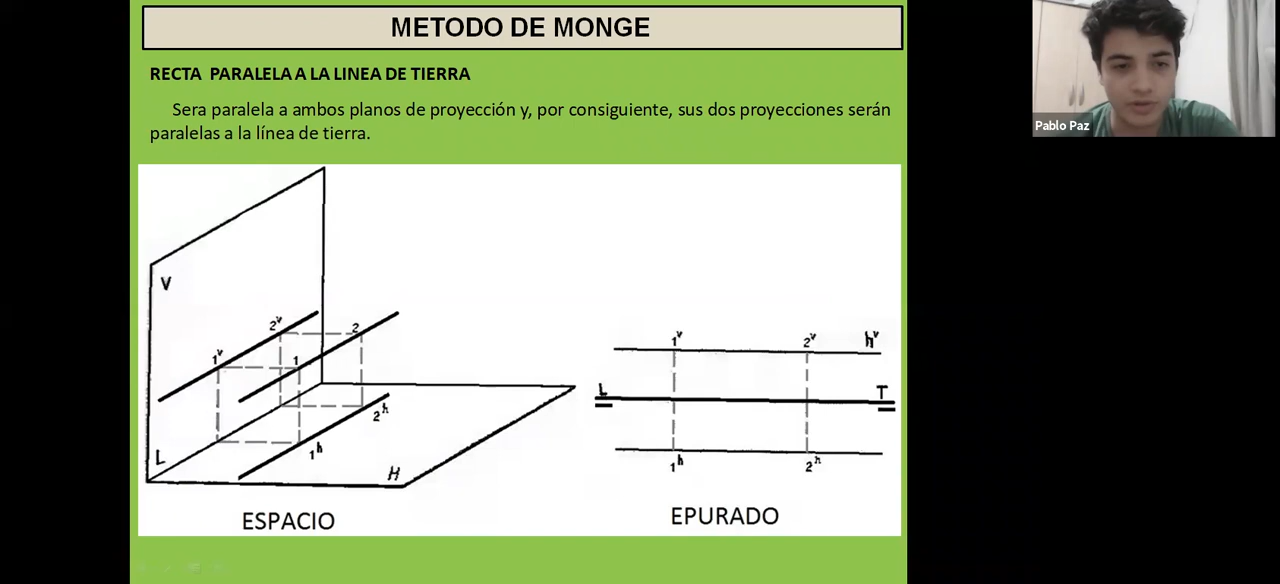 METODO DE MONGE
RECTA PARALELA A LA LINEA DE TIERRA
Sera paralela a ambos planos de proyección y, por consiguiente, sus dos proyecciones serán
paralelas a la línea de tierra.
Pablo Paz
V
2ᵛ
2
1ᵛ
1
2ʰ
1ʰ
L
H
ESPACIO
1ᵛ
2ᵛ
hᵛ
L
T
1ʰ
2ʰ
EPURADO